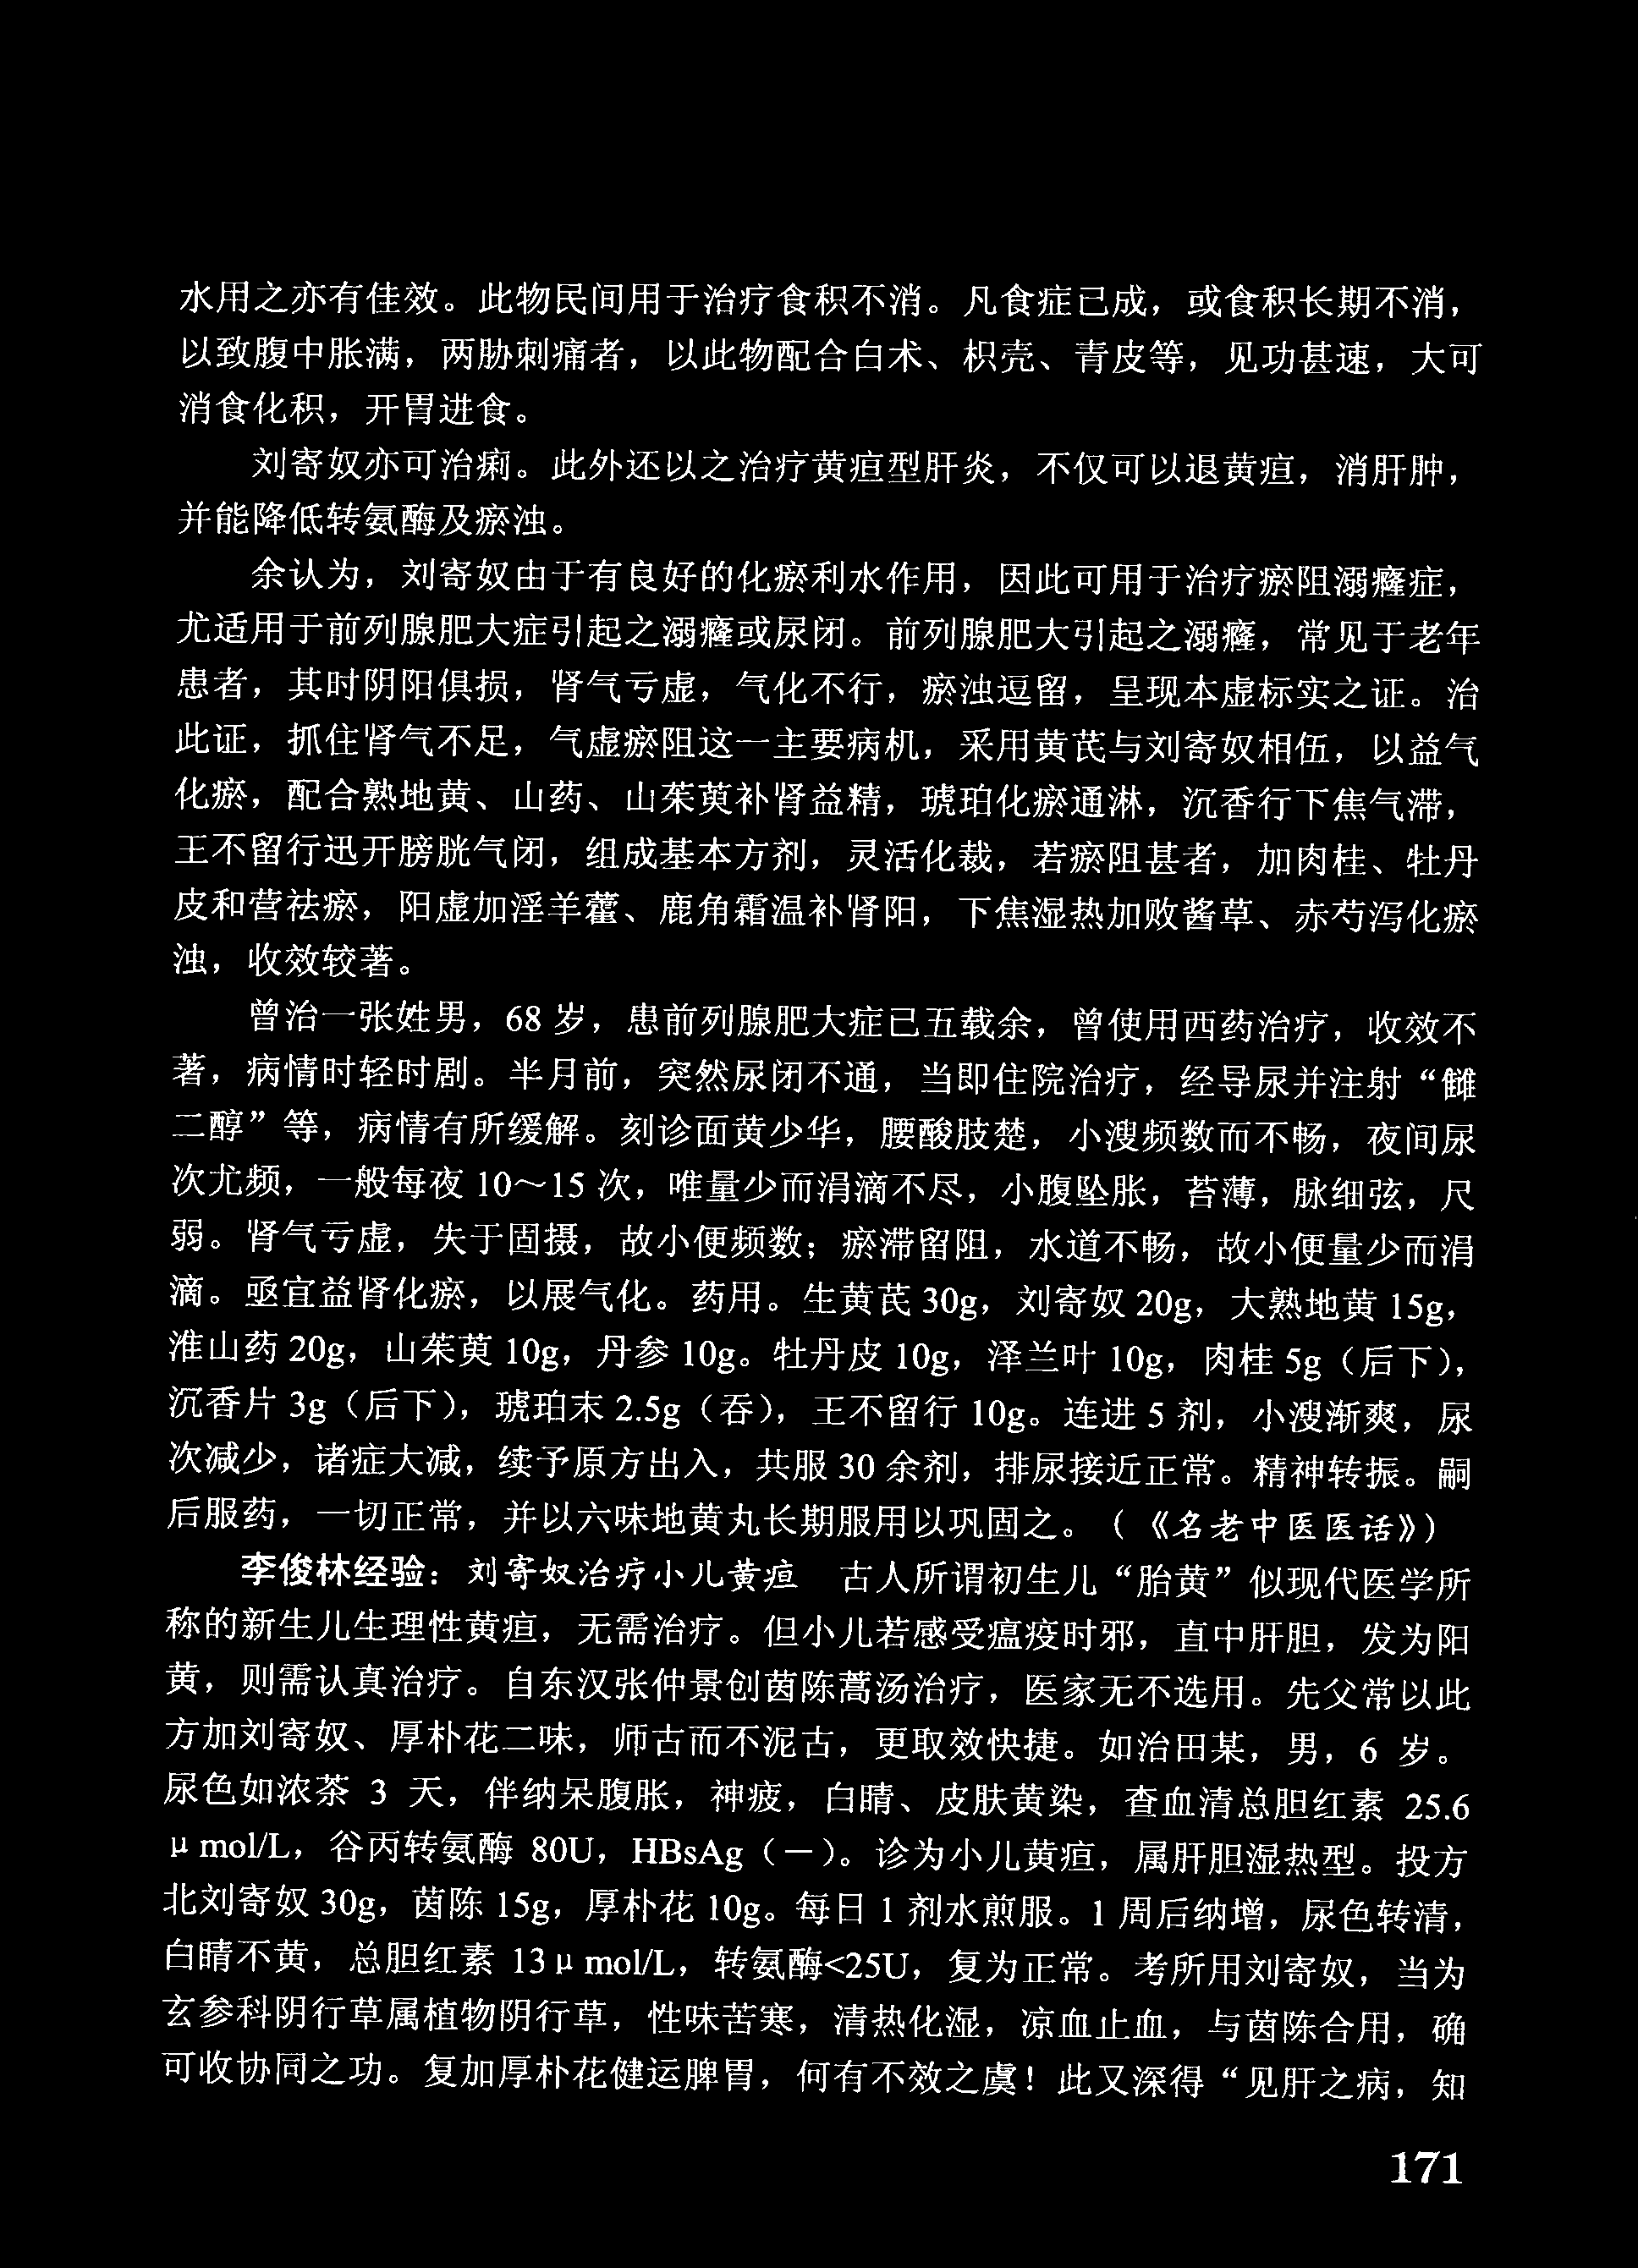 水用之亦有佳效。此物民间用于治疗食积不消。凡食症已成，或食积长期不消，
以致腹中胀满，两胁刺痛者，以此物配合白术、枳壳、青皮等，见功甚速，大可
消食化积，开胃进食。
刘寄奴亦可治痢。此外还以之治疗黄疸型肝炎，不仅可以退黄疸，消肝肿，
并能降低转氨酶及瘀浊。
余认为，刘寄奴由于有良好的化瘀利水作用，因此可用于治疗瘀阻溺癃症，
尤适用于前列腺肥大症引起之溺癃或尿闭。前列腺肥大引起之溺癃，常见于老年
患者，其时阴阳俱损，肾气亏虚，气化不行，瘀浊逗留，呈现本虚标实之证。治
此证，抓住肾气不足，气虚瘀阻这一主要病机，采用黄芪与刘寄奴相伍，以益气
化瘀，配合熟地黄、山药、山茱萸补肾益精，琥珀化瘀通淋，沉香行下焦气滞，
王不留行迅开膀胱气闭，组成基本方剂，灵活化裁，若瘀阻甚者，加肉桂、牡丹
皮和营祛瘀，阳虚加淫羊藿、鹿角霜温补肾阳，下焦湿热加败酱草、赤芍泻化瘀
浊，收效较著。
曾治一张姓男，68 岁，患前列腺肥大症已五载余，曾使用西药治疗，收效不
著，病情时轻时剧。半月前，突然尿闭不通，当即住院治疗，经导尿并注射“雌
二醇”等，病情有所缓解。刻诊面黄少华，腰酸肢楚，小溲频数而不畅，夜间尿
次尤频，一般每夜 10～15 次，唯量少而涓滴不尽，小腹坠胀，苔薄，脉细弦，尺
弱。肾气亏虚，失于固摄，故小便频数；瘀滞留阻，水道不畅，故小便量少而涓
滴。亟宜益肾化瘀，以展气化。药用。生黄芪 30g，刘寄奴 20g，大熟地黄 15g，
淮山药 20g，山茱萸 10g，丹参 10g。牡丹皮 10g，泽兰叶 10g，肉桂 5g（后下），
沉香片 3g（后下），琥珀末 2.5g（吞），王不留行 10g。连进 5 剂，小溲渐爽，尿
次减少，诸症大减，续予原方出入，共服 30 余剂，排尿接近正常。精神转振。嗣
后服药，一切正常，并以六味地黄丸长期服用以巩固之。（《名老中医医话》）
李俊林经验：刘寄奴治疗小儿黄疸　古人所谓初生儿“胎黄”似现代医学所
称的新生儿生理性黄疸，无需治疗。但小儿若感受瘟疫时邪，直中肝胆，发为阳
黄，则需认真治疗。自东汉张仲景创茵陈蒿汤治疗，医家无不选用。先父常以此
方加刘寄奴、厚朴花二味，师古而不泥古，更取效快捷。如治田某，男，6 岁。
尿色如浓茶 3 天，伴纳呆腹胀，神疲，白睛、皮肤黄染，查血清总胆红素 25.6
μmol/L，谷丙转氨酶 80U，HBsAg（－）。诊为小儿黄疸，属肝胆湿热型。投方
北刘寄奴 30g，茵陈 15g，厚朴花 10g。每日 1 剂水煎服。1 周后纳增，尿色转清，
白睛不黄，总胆红素 13μmol/L，转氨酶<25U，复为正常。考所用刘寄奴，当为
玄参科阴行草属植物阴行草，性味苦寒，清热化湿，凉血止血，与茵陈合用，确
可收协同之功。复加厚朴花健运脾胃，何有不效之虞！此又深得“见肝之病，知
171